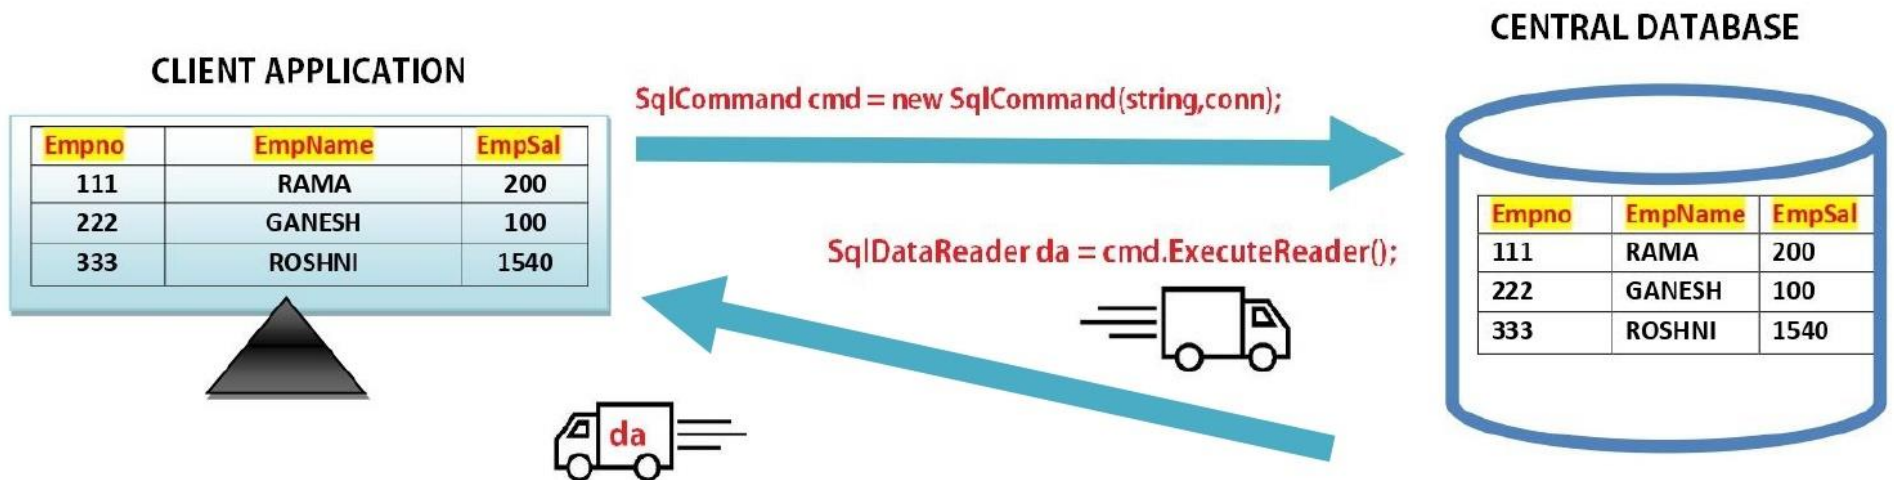 CLIENT APPLICATION
Empno EmpName EmpSal
111 RAMA 200
222 GANESH 100
333 ROSHNI 1540
SqlCommand cmd = new SqlCommand(string,conn);
SqlDataReader da = cmd.ExecuteReader();
da
CENTRAL DATABASE
Empno EmpName EmpSal
111 RAMA 200
222 GANESH 100
333 ROSHNI 1540